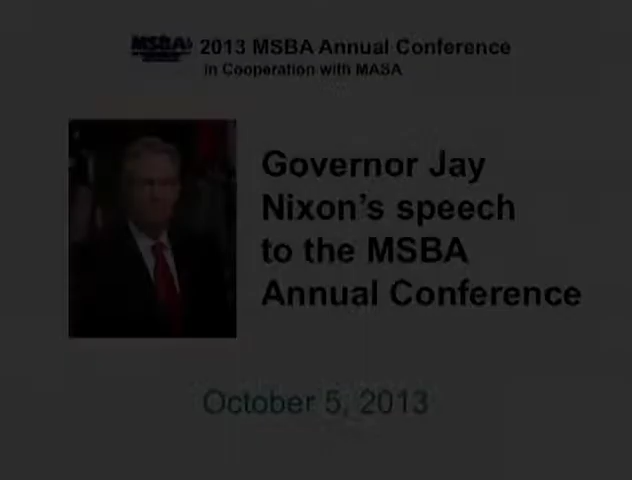 MSBA 2013 MSBA Annual Conference
in Cooperation with MASA
Governor Jay
Nixon's speech
to the MSBA
Annual Conference
October 5, 2013